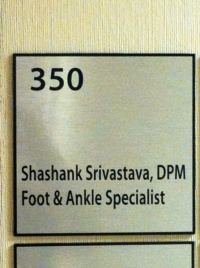 350
Shashank Srivastava, DPM
Foot & Ankle Specialist